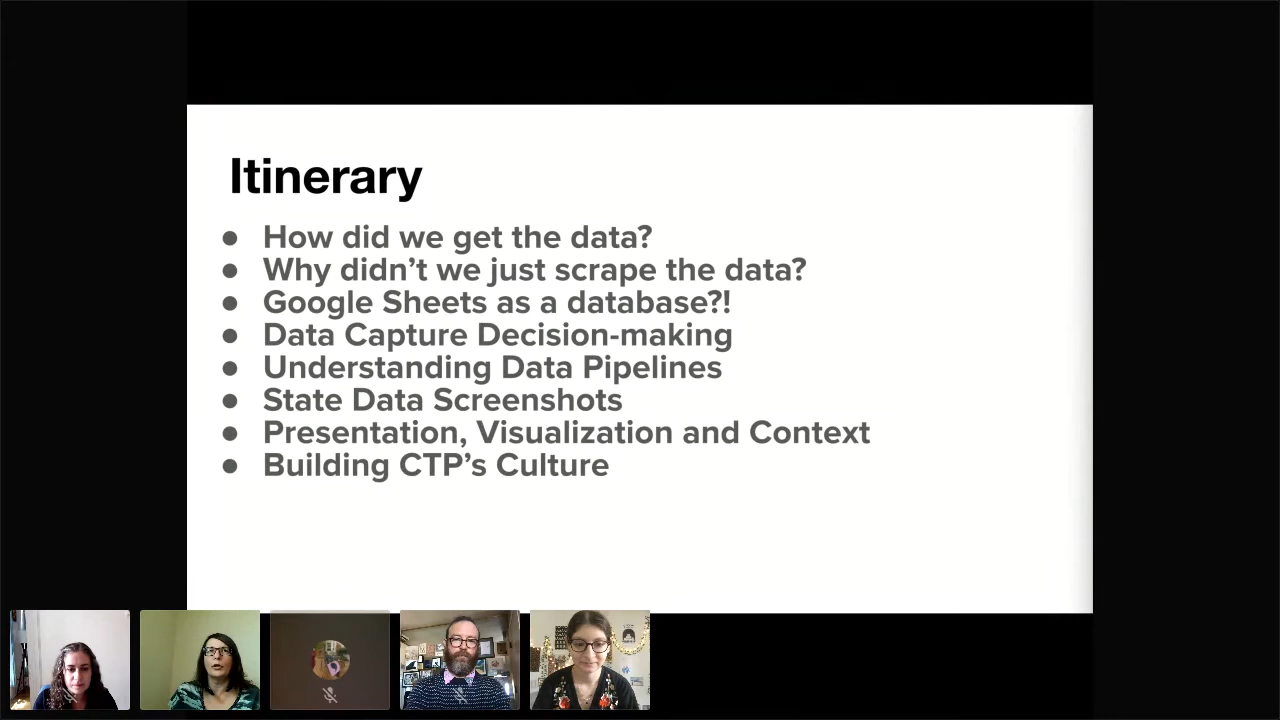 Itinerary
● How did we get the data?
● Why didn’t we just scrape the data?
● Google Sheets as a database?!
● Data Capture Decision-making
● Understanding Data Pipelines
● State Data Screenshots
● Presentation, Visualization and Context
● Building CTP’s Culture